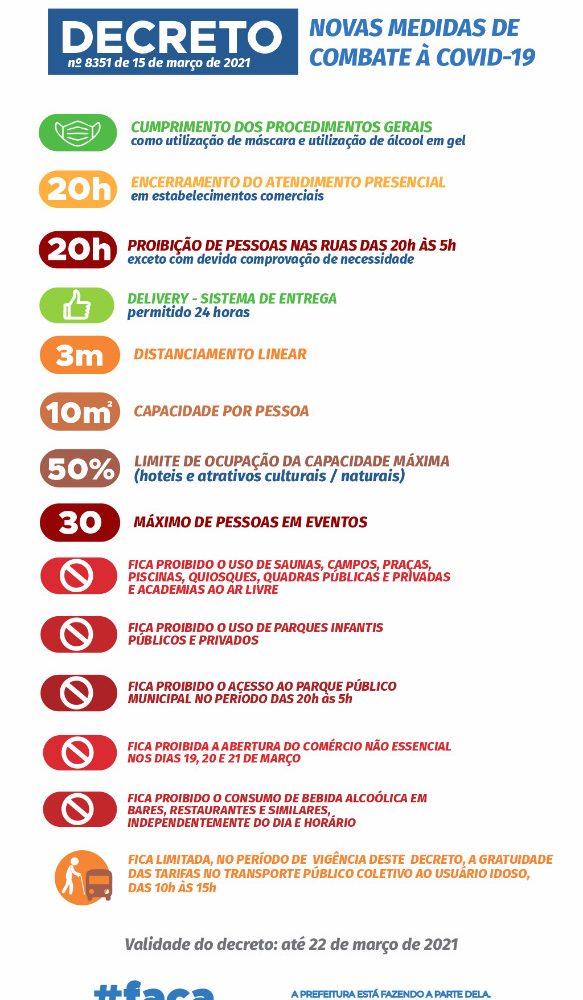 DECRETO
nº 8351 de 15 de março de 2021
NOVAS MEDIDAS DE
COMBATE À COVID-19
CUMPRIMENTO DOS PROCEDIMENTOS GERAIS
como utilização de máscara e utilização de álcool em gel
20h
ENCERRAMENTO DO ATENDIMENTO PRESENCIAL
em estabelecimentos comerciais
20h
PROIBIÇÃO DE PESSOAS NAS RUAS DAS 20h ÀS 5h
exceto com devida comprovação de necessidade
DELIVERY - SISTEMA DE ENTREGA
permitido 24 horas
3m
DISTANCIAMENTO LINEAR
10m²
CAPACIDADE POR PESSOA
50%
LIMITE DE OCUPAÇÃO DA CAPACIDADE MÁXIMA
(hoteis e atrativos culturais / naturais)
30
MÁXIMO DE PESSOAS EM EVENTOS
FICA PROIBIDO O USO DE SAUNAS, CAMPOS, PRAÇAS,
PISCINAS, QUIOSQUES, QUADRAS PÚBLICAS E PRIVADAS
E ACADEMIAS AO AR LIVRE
FICA PROIBIDO O USO DE PARQUES INFANTIS
PÚBLICOS E PRIVADOS
FICA PROIBIDO O ACESSO AO PARQUE PÚBLICO
MUNICIPAL NO PERÍODO DAS 20h às 5h
FICA PROIBIDA A ABERTURA DO COMÉRCIO NÃO ESSENCIAL
NOS DIAS 19, 20 E 21 DE MARÇO
FICA PROIBIDO O CONSUMO DE BEBIDA ALCOÓLICA EM
BARES, RESTAURANTES E SIMILARES,
INDEPENDENTEMENTE DO DIA E HORÁRIO
FICA LIMITADA, NO PERÍODO DE VIGÊNCIA DESTE DECRETO, A GRATUIDADE
DAS TARIFAS NO TRANSPORTE PÚBLICO COLETIVO AO USUÁRIO IDOSO,
DAS 10h ÀS 15h
Validade do decreto: até 22 de março de 2021
#faça
A PREFEITURA ESTÁ FAZENDO A PARTE DELA.